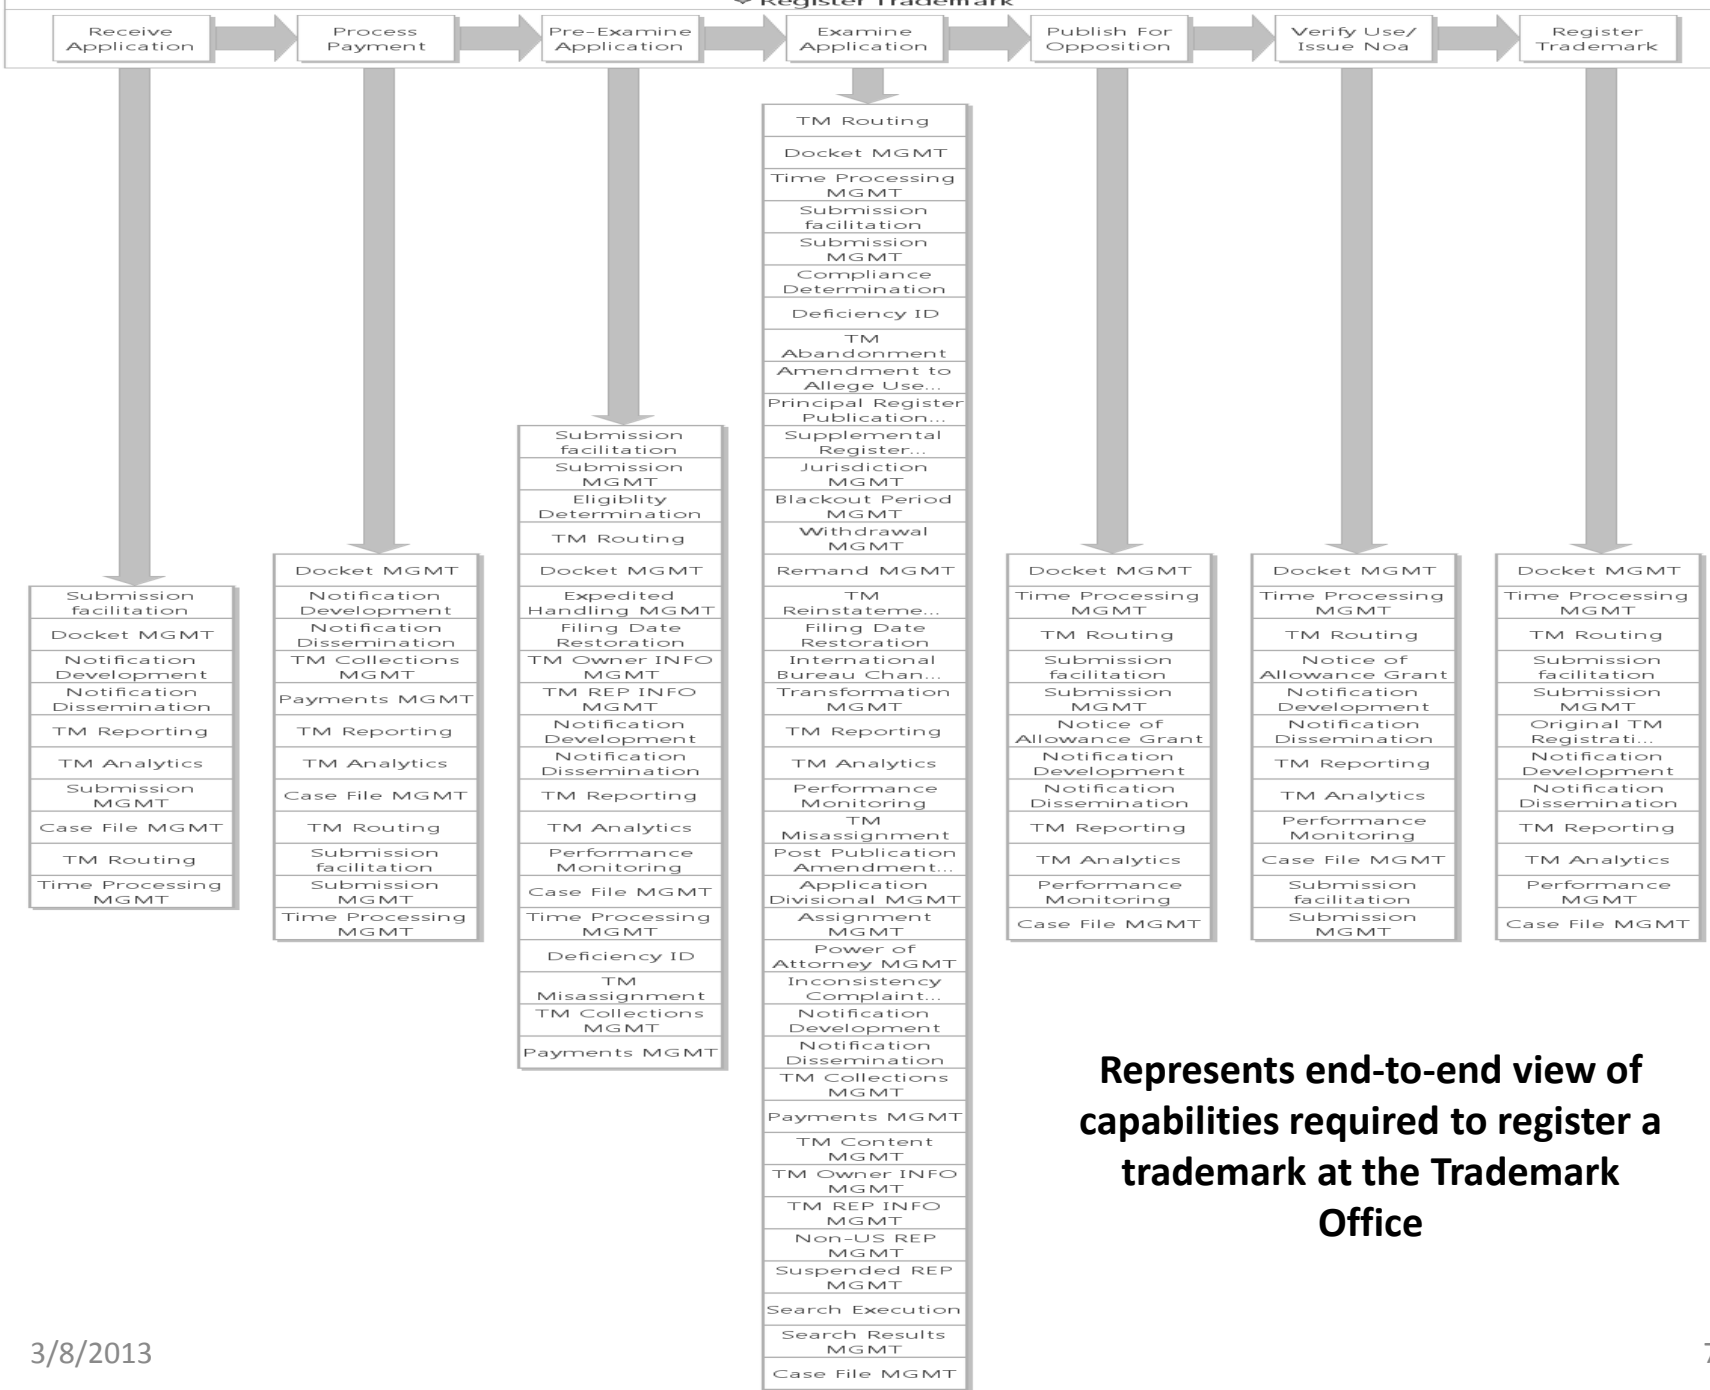 Register Trademark
Receive
Application
Process
Payment
Pre-Examine
Application
Examine
Application
Publish For
Opposition
Verify Use/
Issue Noa
Register
Trademark
Submission
facilitation
Docket MGMT
Notification
Development
Notification
Dissemination
TM Reporting
TM Analytics
Submission
MGMT
Case File MGMT
TM Routing
Time Processing
MGMT
Docket MGMT
Notification
Development
Notification
Dissemination
TM Collections
MGMT
Payments MGMT
TM Reporting
TM Analytics
Case File MGMT
TM Routing
Submission
facilitation
Submission
MGMT
Time Processing
MGMT
Submission
facilitation
Submission
MGMT
Eligiblity
Determination
TM Routing
Docket MGMT
Expedited
Handling MGMT
Filing Date
Restoration
TM Owner INFO
MGMT
TM REP INFO
MGMT
Notification
Development
Notification
Dissemination
TM Reporting
TM Analytics
Performance
Monitoring
Case File MGMT
Time Processing
MGMT
Deficiency ID
TM
Misassignment
TM Collections
MGMT
Payments MGMT
TM Routing
Docket MGMT
Time Processing
MGMT
Submission
facilitation
Submission
MGMT
Compliance
Determination
Deficiency ID
TM
Abandonment
Amendment to
Allege Use...
Principal Register
Publication...
Supplemental
Register...
Jurisdiction
MGMT
Blackout Period
MGMT
Withdrawal
MGMT
Remand MGMT
TM
Reinstateme...
Filing Date
Restoration
International
Bureau Chan...
Transformation
MGMT
TM Reporting
TM Analytics
Performance
Monitoring
TM
Misassignment
Post Publication
Amendment...
Application
Divisional MGMT
Assignment
MGMT
Power of
Attorney MGMT
Inconsistency
Complaint...
Notification
Development
Notification
Dissemination
TM Collections
MGMT
Payments MGMT
TM Content
MGMT
TM Owner INFO
MGMT
TM REP INFO
MGMT
Non-US REP
MGMT
Suspended REP
MGMT
Search Execution
Search Results
MGMT
Case File MGMT
Docket MGMT
Time Processing
MGMT
TM Routing
Submission
facilitation
Submission
MGMT
Notice of
Allowance Grant
Notification
Development
Notification
Dissemination
TM Reporting
TM Analytics
Performance
Monitoring
Case File MGMT
Docket MGMT
Time Processing
MGMT
TM Routing
Notice of
Allowance Grant
Notification
Development
Notification
Dissemination
TM Reporting
TM Analytics
Performance
Monitoring
Case File MGMT
Submission
facilitation
Submission
MGMT
Docket MGMT
Time Processing
MGMT
TM Routing
Submission
facilitation
Submission
MGMT
Original TM
Registrati...
Notification
Development
Notification
Dissemination
TM Reporting
TM Analytics
Performance
MGMT
Case File MGMT
Represents end-to-end view of
capabilities required to register a
trademark at the Trademark
Office
3/8/2013
7